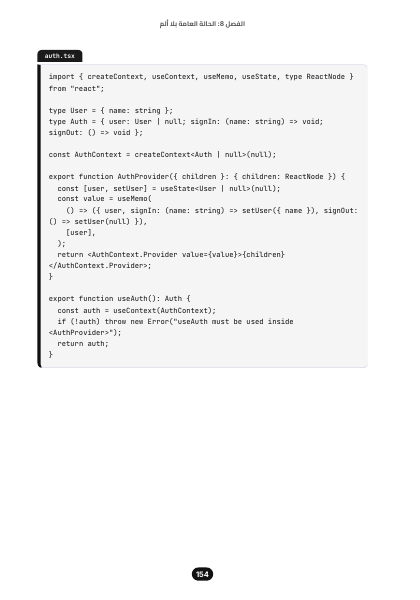 الفصل 8: الحالة العامة بلا ألم
auth.tsx
import { createContext, useContext, useMemo, useState, type ReactNode }
from "react";
type User = { name: string };
type Auth = { user: User | null; signIn: (name: string) => void;
signOut: () => void };
const AuthContext = createContext<Auth | null>(null);
export function AuthProvider({ children }: { children: ReactNode }) {
  const [user, setUser] = useState<User | null>(null);
  const value = useMemo(
    () => ({ user, signIn: (name: string) => setUser({ name }), signOut:
() => setUser(null) }),
    [user],
  );
  return <AuthContext.Provider value={value}>{children}
</AuthContext.Provider>;
}
export function useAuth(): Auth {
  const auth = useContext(AuthContext);
  if (!auth) throw new Error("useAuth must be used inside
<AuthProvider>");
  return auth;
}
154